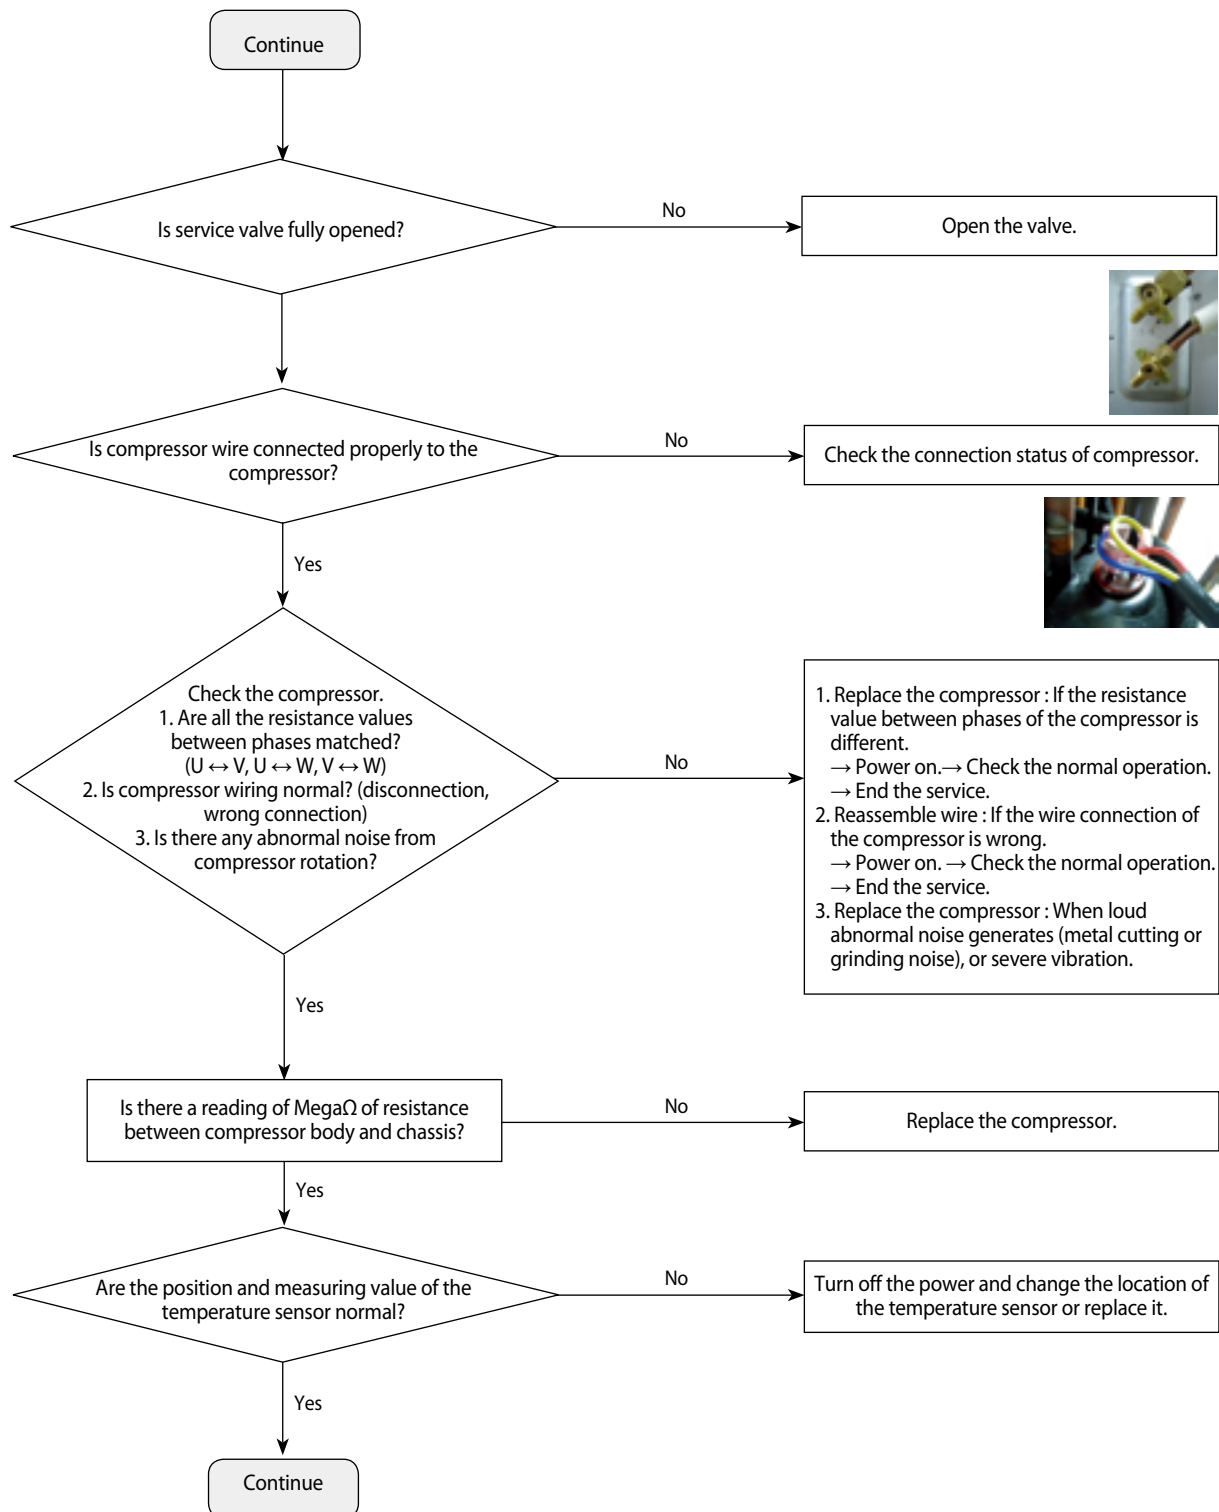 Continue
Is service valve fully opened?
No
Open the valve.
Is compressor wire connected properly to the
compressor?
No
Check the connection status of compressor.
Yes
Check the compressor.
1. Are all the resistance values
between phases matched?
(U ↔ V, U ↔ W, V ↔ W)
2. Is compressor wiring normal? (disconnection,
wrong connection)
3. Is there any abnormal noise from
compressor rotation?
No
1. Replace the compressor : If the resistance
value between phases of the compressor is
different.
→ Power on.→ Check the normal operation.
→ End the service.
2. Reassemble wire : If the wire connection of
the compressor is wrong.
→ Power on. → Check the normal operation.
→ End the service.
3. Replace the compressor : When loud
abnormal noise generates (metal cutting or
grinding noise), or severe vibration.
Yes
Is there a reading of MegaΩ of resistance
between compressor body and chassis?
No
Replace the compressor.
Yes
Are the position and measuring value of the
temperature sensor normal?
No
Turn off the power and change the location of
the temperature sensor or replace it.
Yes
Continue